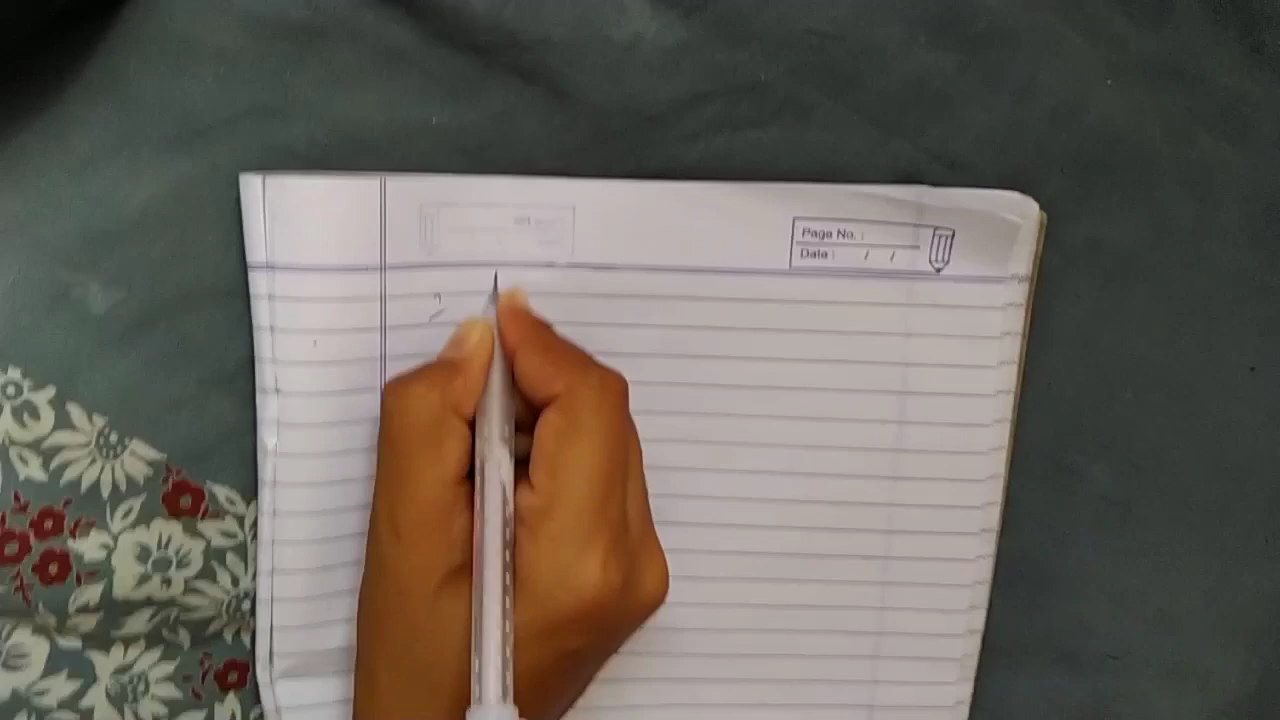 Page No. :
Date : / /